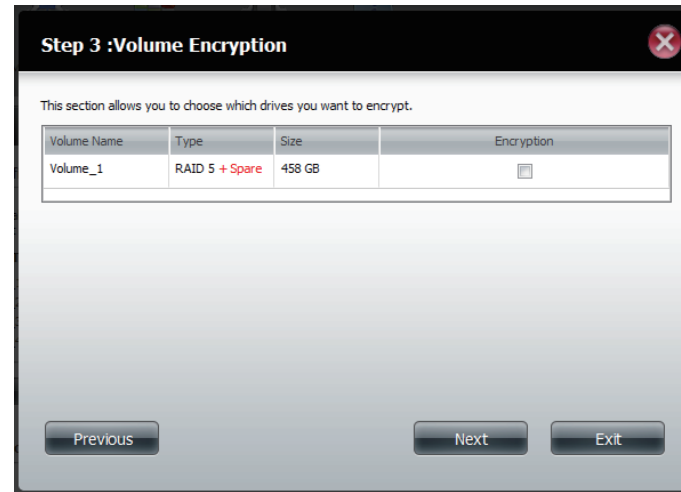 Step 3 :Volume Encryption
This section allows you to choose which drives you want to encrypt.
Volume Name Type Size Encryption
Volume_1 RAID 5 + Spare 458 GB
Previous Next Exit